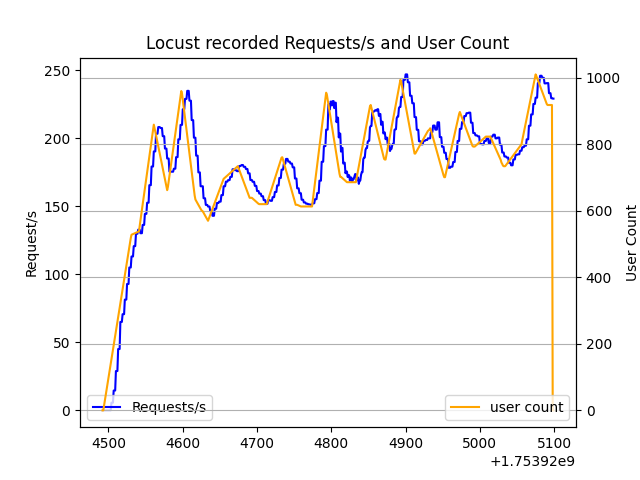 Locust recorded Requests/s and User Count
250
200
150
100
50
0
Request/s
1000
800
600
400
200
0
User Count
Requests/s
user count
4500 4600 4700 4800 4900 5000 5100
+1.75392e9